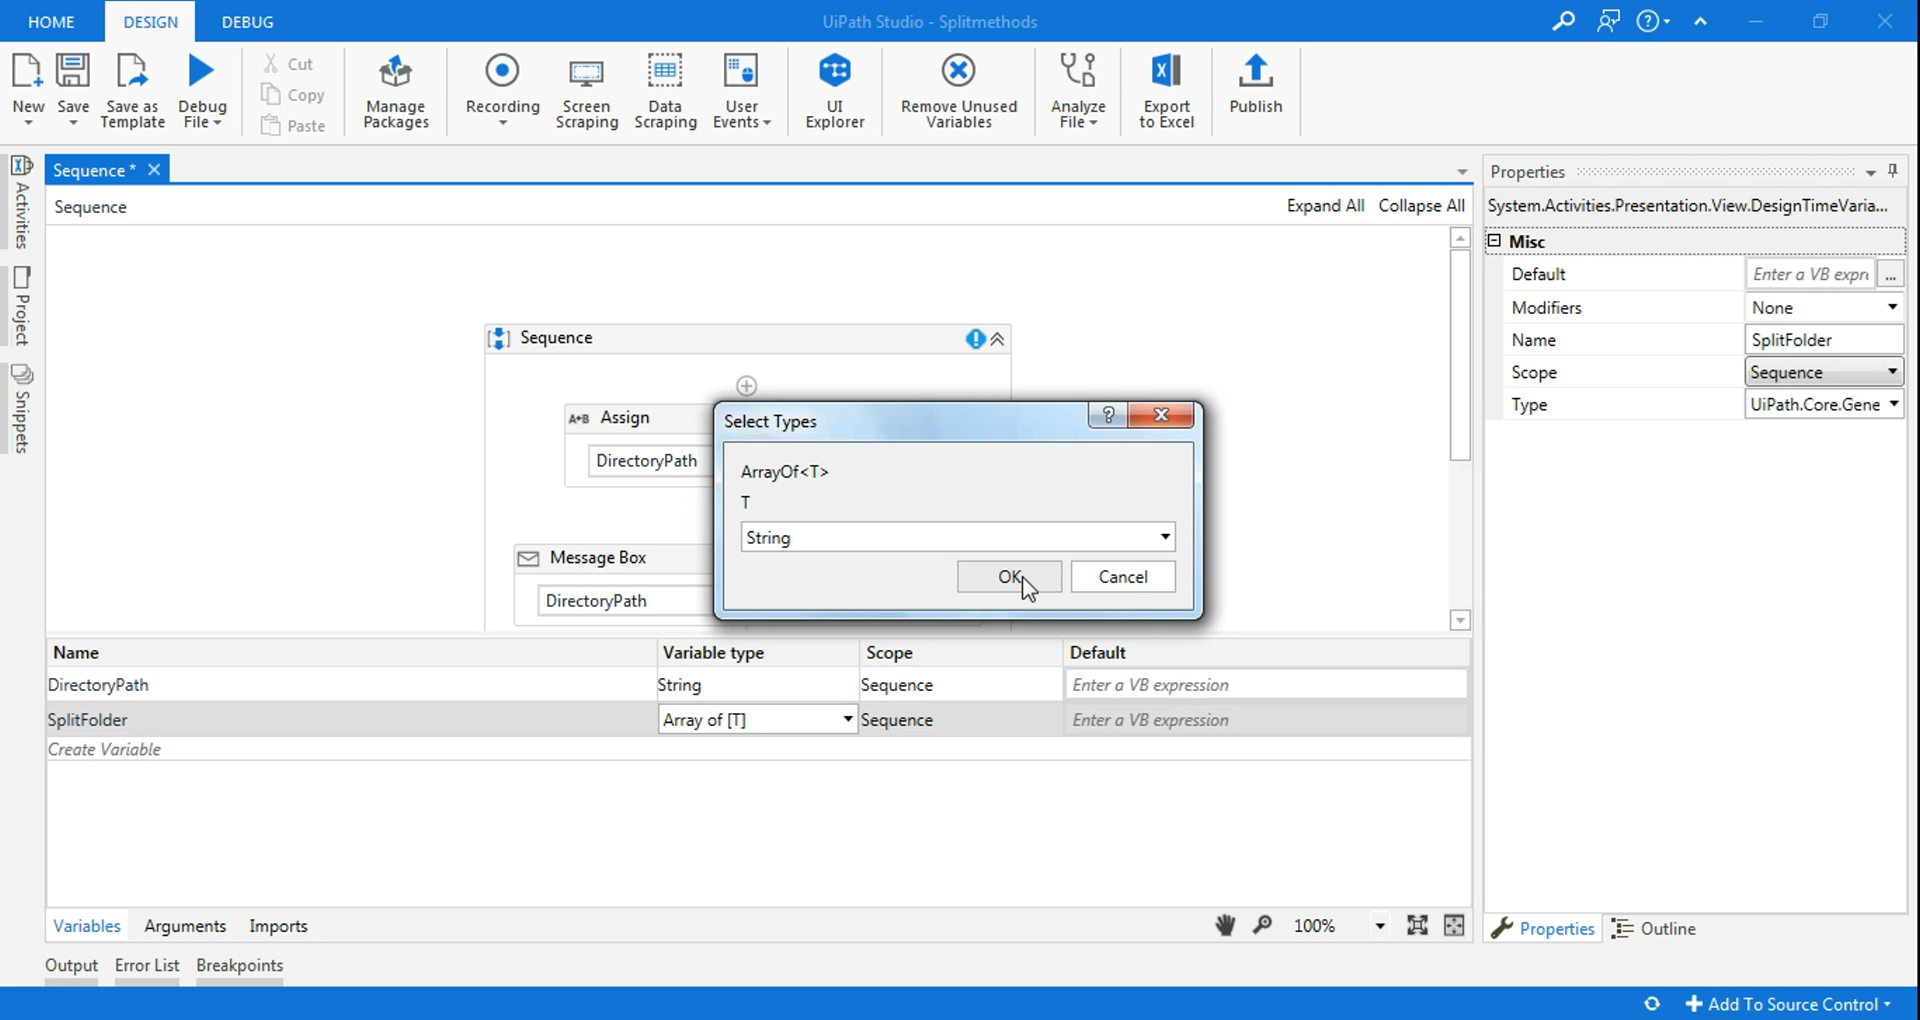 HOME DESIGN DEBUG UiPath Studio - Splitmethods
New Save Save as Template Debug File Cut Copy Paste Manage Packages Recording Screen Scraping Data Scraping User Events UI Explorer Remove Unused Variables Analyze File Export to Excel Publish
Activities
Project
Snippets
Sequence *
Sequence Expand All Collapse All
Sequence
A+B Assign
DirectoryPath
Message Box
DirectoryPath
Select Types
ArrayOf<T>
T
String
OK Cancel
Name Variable type Scope Default
DirectoryPath String Sequence Enter a VB expression
SplitFolder Array of [T] Sequence Enter a VB expression
Create Variable
Variables Arguments Imports 100%
Output Error List Breakpoints
Properties
System.Activities.Presentation.View.DesignTimeVaria...
Misc
Default Enter a VB expre ...
Modifiers None
Name SplitFolder
Scope Sequence
Type UiPath.Core.Gene
Properties Outline
Add To Source Control